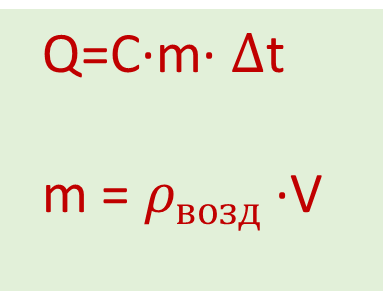 Q=C·m· Δt
m = ρвозд ·V